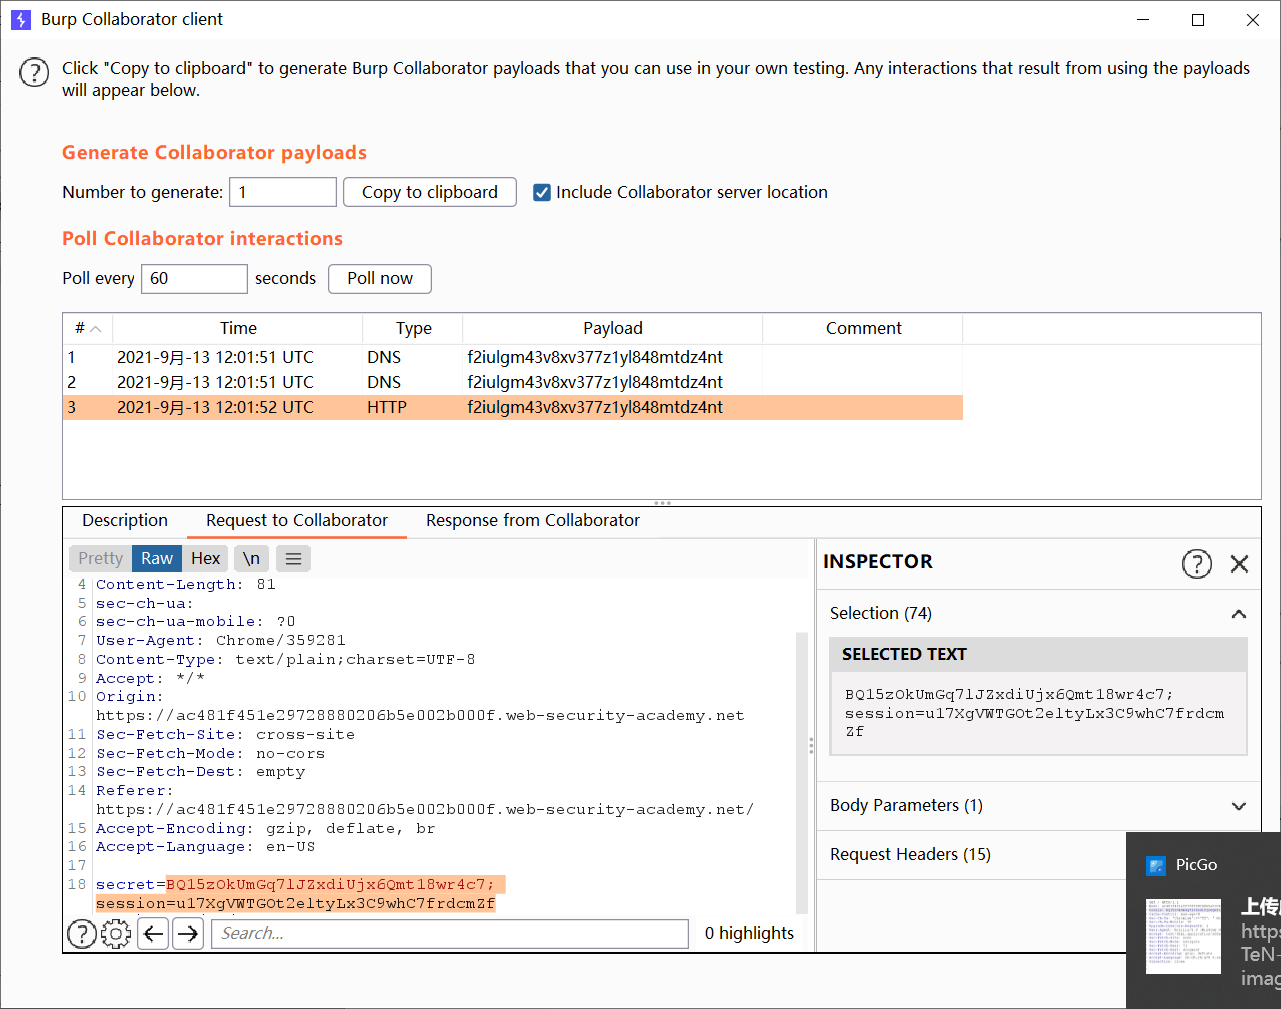 Burp Collaborator client
Click "Copy to clipboard" to generate Burp Collaborator payloads that you can use in your own testing. Any interactions that result from using the payloads
will appear below.
Generate Collaborator payloads
Number to generate: 1 Copy to clipboard Include Collaborator server location
Poll Collaborator interactions
Poll every 60 seconds Poll now
# Time Type Payload Comment
1 2021-9月-13 12:01:51 UTC DNS f2iulgm43v8xv377z1yl848mtdz4nt
2 2021-9月-13 12:01:51 UTC DNS f2iulgm43v8xv377z1yl848mtdz4nt
3 2021-9月-13 12:01:52 UTC HTTP f2iulgm43v8xv377z1yl848mtdz4nt
Description Request to Collaborator Response from Collaborator
Pretty Raw Hex \n
4 Content-Length: 81
5 sec-ch-ua:
6 sec-ch-ua-mobile: ?0
7 User-Agent: Chrome/359281
8 Content-Type: text/plain;charset=UTF-8
9 Accept: */*
10 Origin:
https://ac481f451e29728880206b5e002b000f.web-security-academy.net
11 Sec-Fetch-Site: cross-site
12 Sec-Fetch-Mode: no-cors
13 Sec-Fetch-Dest: empty
14 Referer:
https://ac481f451e29728880206b5e002b000f.web-security-academy.net/
15 Accept-Encoding: gzip, deflate, br
16 Accept-Language: en-US
17
18 secret=BQ15zOkUmGq7lJZxdiUjx6Qmt18wr4c7;
session=u17XgVWTGOt2eltyLx3C9whC7frdcmZf
Search... 0 highlights
INSPECTOR
Selection (74)
SELECTED TEXT
BQ15zOkUmGq7lJZxdiUjx6Qmt18wr4c7;
session=u17XgVWTGOt2eltyLx3C9whC7frdcm
Zf
Body Parameters (1)
Request Headers (15)
PicGo
上传
https
TeN-
imag